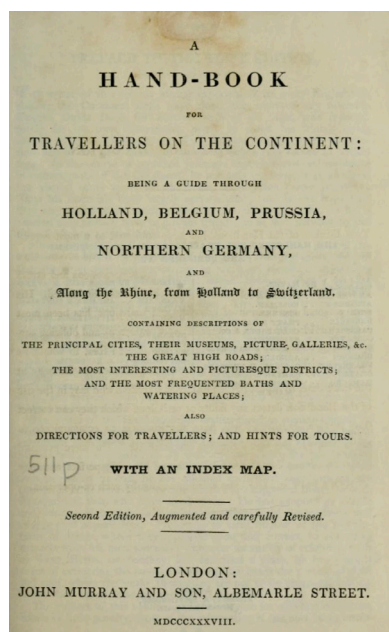 A
HAND-BOOK
FOR
TRAVELLERS ON THE CONTINENT:
BEING A GUIDE THROUGH
HOLLAND, BELGIUM, PRUSSIA,
AND
NORTHERN GERMANY,
AND
Along the Rhine, from Holland to Switzerland.
CONTAINING DESCRIPTIONS OF
THE PRINCIPAL CITIES, THEIR MUSEUMS, PICTURE GALLERIES, &c.
THE GREAT HIGH ROADS;
THE MOST INTERESTING AND PICTURESQUE DISTRICTS;
AND THE MOST FREQUENTED BATHS AND
WATERING PLACES;
ALSO
DIRECTIONS FOR TRAVELLERS; AND HINTS FOR TOURS.
511p
WITH AN INDEX MAP.
Second Edition, Augmented and carefully Revised.
LONDON:
JOHN MURRAY AND SON, ALBEMARLE STREET.
MDCCCXXXVIII.